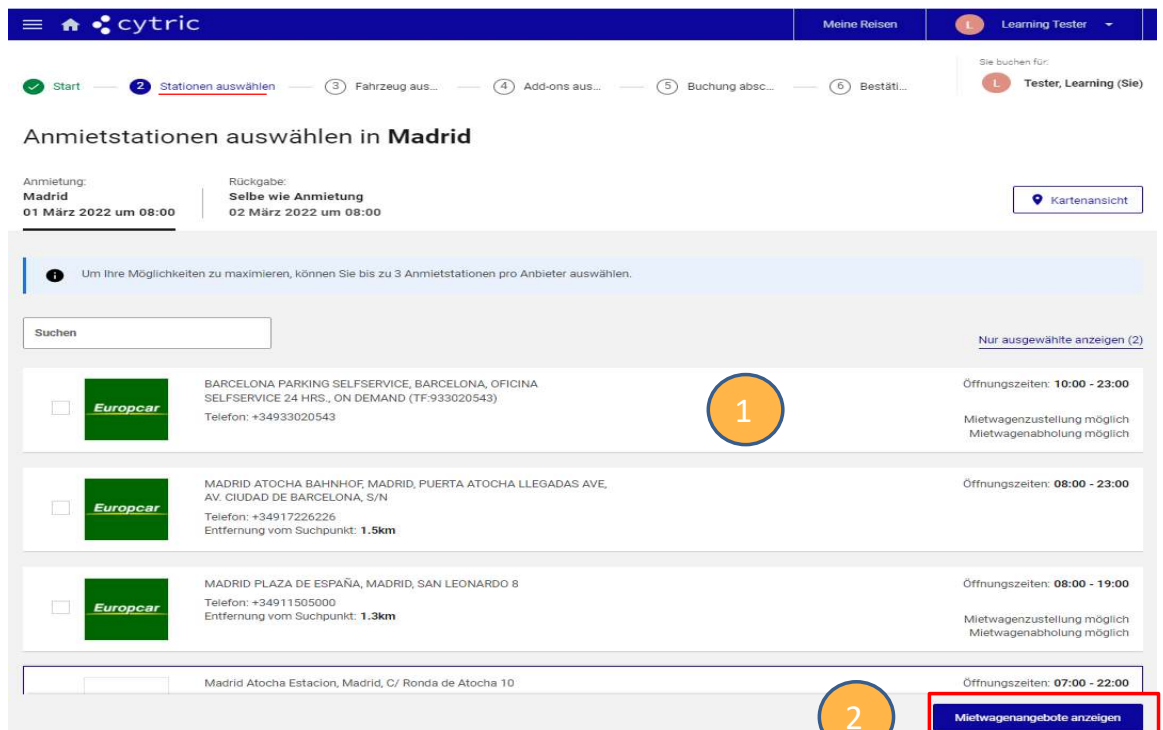 cytric
Meine Reisen
L
Learning Tester
Start
2
Stationen auswählen
3
Fahrzeug aus...
4
Add-ons aus...
5
Buchung absc...
6
Bestäti...
Sie buchen für:
L
Tester, Learning (Sie)
Anmietstationen auswählen in Madrid
Anmietung:
Madrid
01 März 2022 um 08:00
Rückgabe:
Selbe wie Anmietung
02 März 2022 um 08:00
Kartenansicht
Um Ihre Möglichkeiten zu maximieren, können Sie bis zu 3 Anmietstationen pro Anbieter auswählen.
Suchen
Nur ausgewählte anzeigen (2)
Europcar
BARCELONA PARKING SELFSERVICE, BARCELONA, OFICINA
SELFSERVICE 24 HRS., ON DEMAND (TF:933020543)
Telefon: +34933020543
1
Öffnungszeiten: 10:00 - 23:00
Mietwagenzustellung möglich
Mietwagenabholung möglich
Europcar
MADRID ATOCHA BAHNHOF, MADRID, PUERTA ATOCHA LLEGADAS AVE,
AV. CIUDAD DE BARCELONA, S/N
Telefon: +34917226226
Entfernung vom Suchpunkt: 1.5km
Öffnungszeiten: 08:00 - 23:00
Europcar
MADRID PLAZA DE ESPAÑA, MADRID, SAN LEONARDO 8
Telefon: +34911505000
Entfernung vom Suchpunkt: 1.3km
Öffnungszeiten: 08:00 - 19:00
Mietwagenzustellung möglich
Mietwagenabholung möglich
Madrid Atocha Estacion, Madrid, C/ Ronda de Atocha 10
Öffnungszeiten: 07:00 - 22:00
2
Mietwagenangebote anzeigen